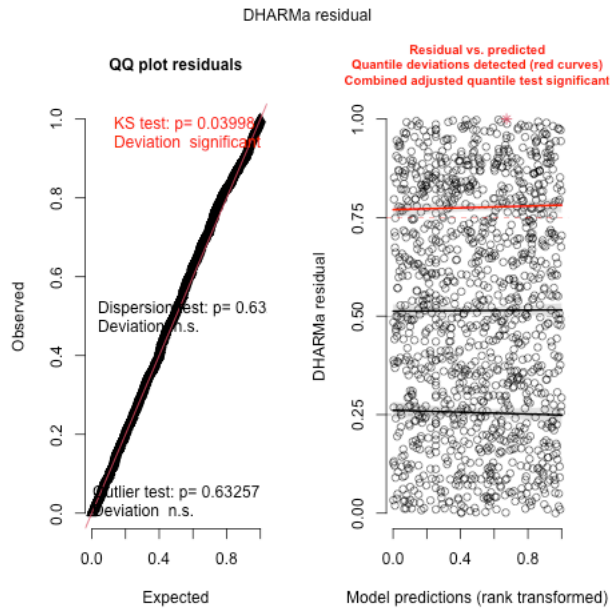 DHARMa residual
QQ plot residuals
KS test: p= 0.03998
Deviation significant
Dispersion test: p= 0.63
Deviation n.s.
Outlier test: p= 0.63257
Deviation n.s.
Observed
0.0
0.2
0.4
0.6
0.8
1.0
0.0
0.4
0.8
Expected
Residual vs. predicted
Quantile deviations detected (red curves)
Combined adjusted quantile test significant
DHARMa residual
0.00
0.25
0.50
0.75
1.00
0.0
0.4
0.8
Model predictions (rank transformed)